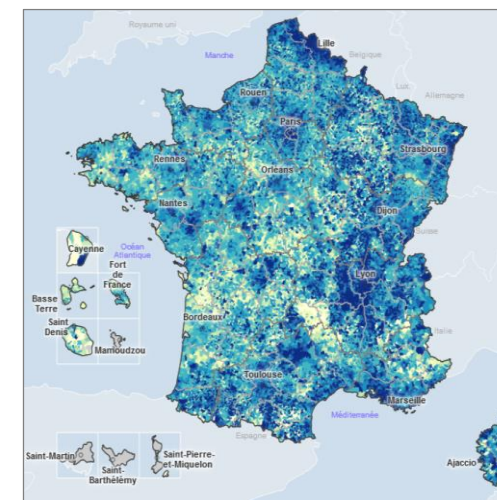 Royaume uni
Manche
Lille
Belgique
Lux
Allemagne
Rouen
Paris
Strasbourg
Rennes
Orléans
Nantes
Dijon
Suisse
Cayenne
Océan
Atlantique
Fort
de
France
Lyon
Basse
Terre
Saint
Denis
Bordeaux
Mamoudzou
Italie
Toulouse
Marseille
Méditerranée
Espagne
Saint-Martin
Saint-
Barthélémy
Saint-Pierre-
et-Miquelon
Ajaccio